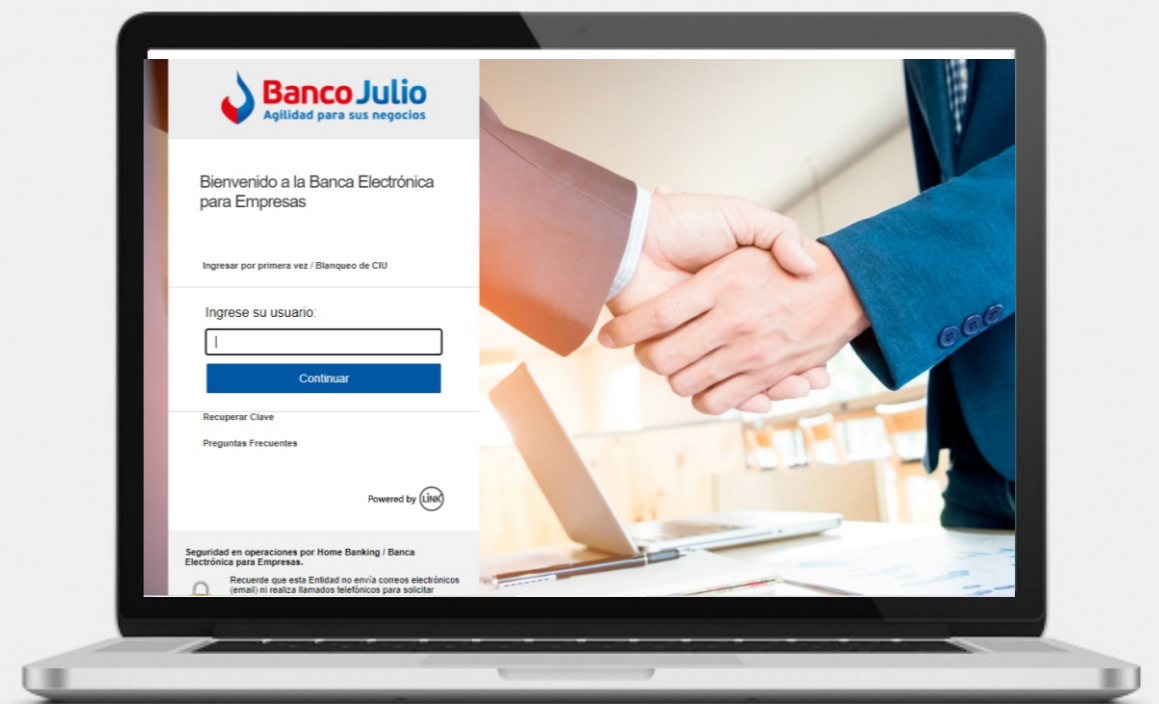 Banco Julio
Agilidad para sus negocios
Bienvenido a la Banca Electrónica
para Empresas
Ingresar por primera vez / Blanqueo de CIU
Ingrese su usuario:
Continuar
Recuperar Clave
Preguntas Frecuentes
Powered by LINK
Seguridad en operaciones por Home Banking / Banca
Electrónica para Empresas.
Recuerde que esta Entidad no envía correos electrónicos
(email) ni realiza llamados telefónicos para solicitar